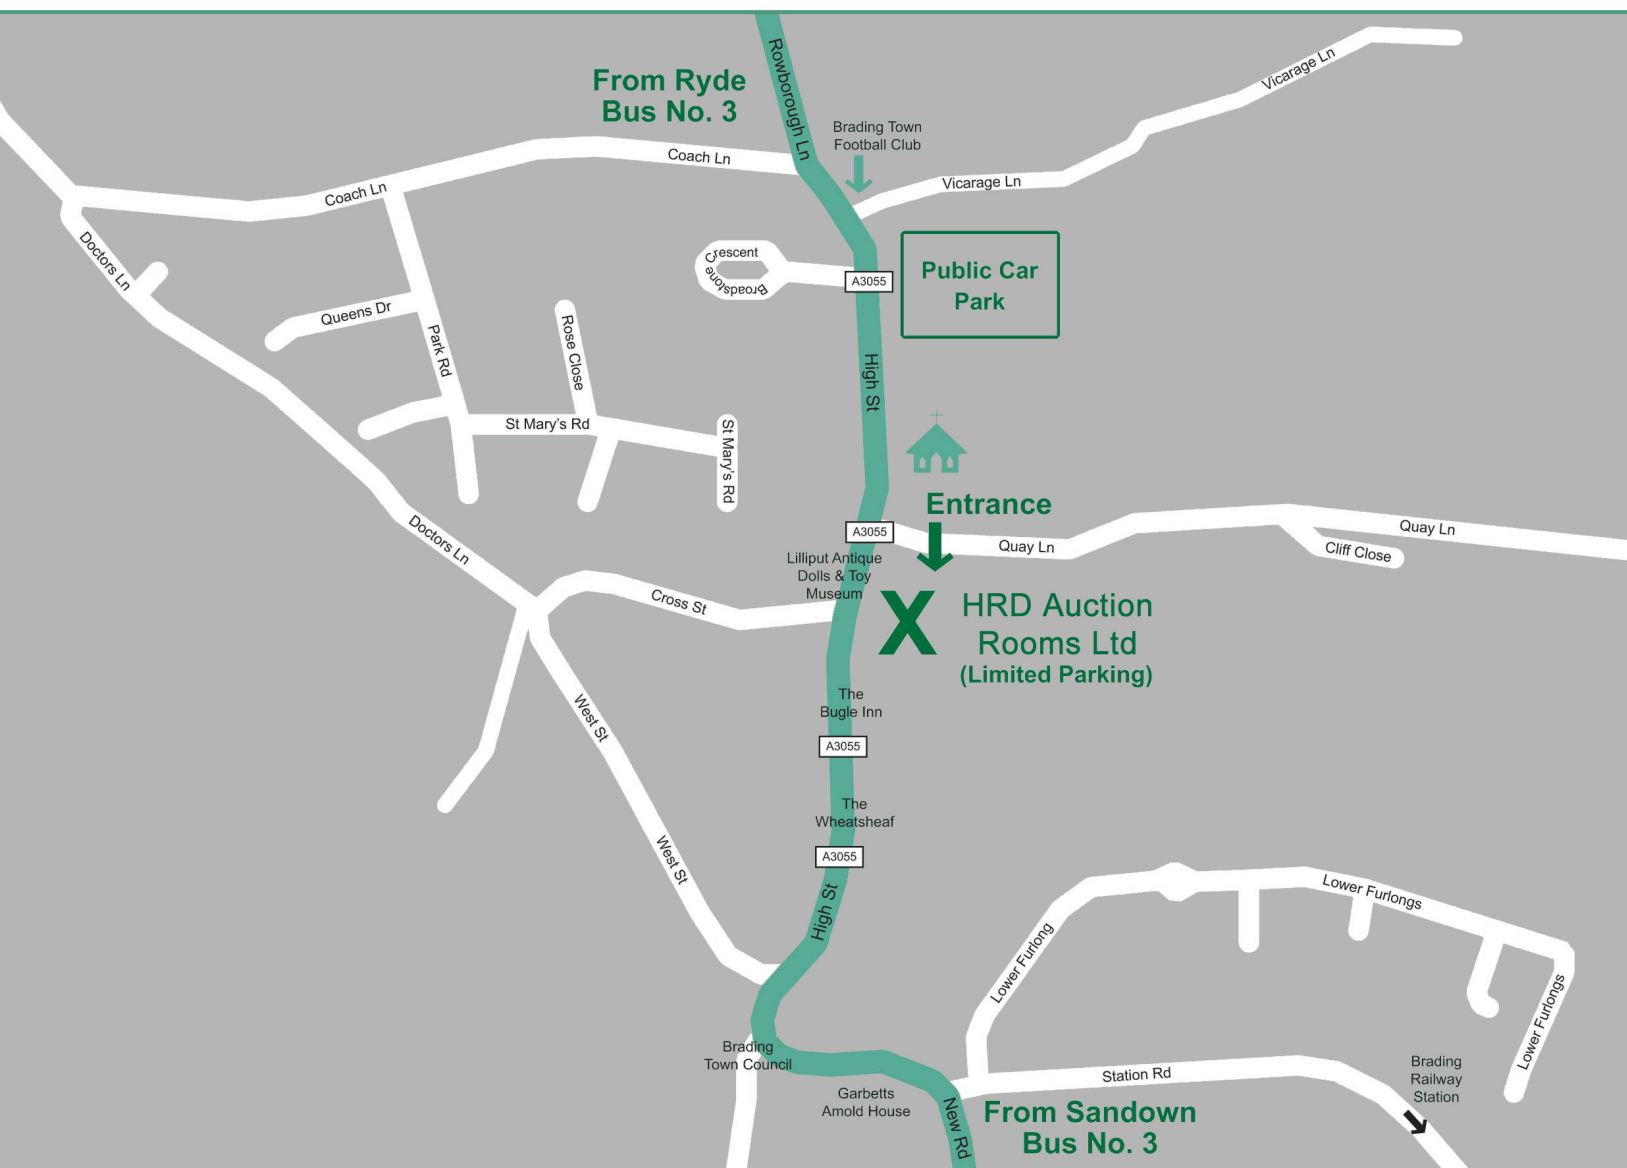 From Ryde
Bus No. 3
Rowborough Ln
Vicarage Ln
Brading Town
Football Club
Coach Ln
Coach Ln
Vicarage Ln
Doctors Ln
Crescent
Broadstone
A3055
Public Car
Park
Queens Dr
Park Rd
Rose Close
High St
St Mary's Rd
St Mary's Rd
Entrance
A3055
Quay Ln
Quay Ln
Cliff Close
Doctors Ln
Lilliput Antique
Dolls & Toy
Museum
Cross St
HRD Auction
Rooms Ltd
(Limited Parking)
X
West St
The
Bugle Inn
A3055
The
Wheatsheaf
A3055
West St
High St
Lower Furlongs
Lower Furlong
Lower Furlongs
Brading
Town Council
Garbetts
Amold House
Station Rd
Brading
Railway
Station
New Rd
From Sandown
Bus No. 3